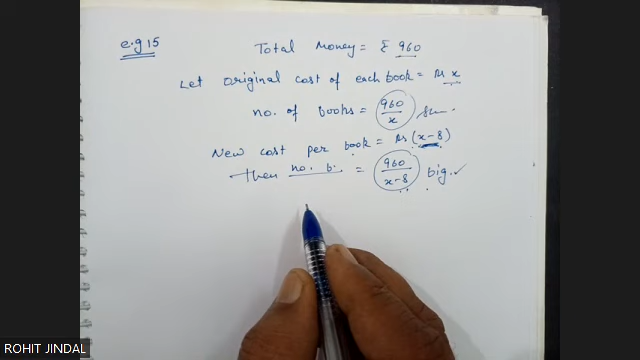 e.g 15
Total Money = ₹ 960
Let Original cost of each book = Rs x
no. of books = 960/x
New cost per book = Rs (x-8)
Then no. b. = 960/x-8 big.
ROHIT JINDAL